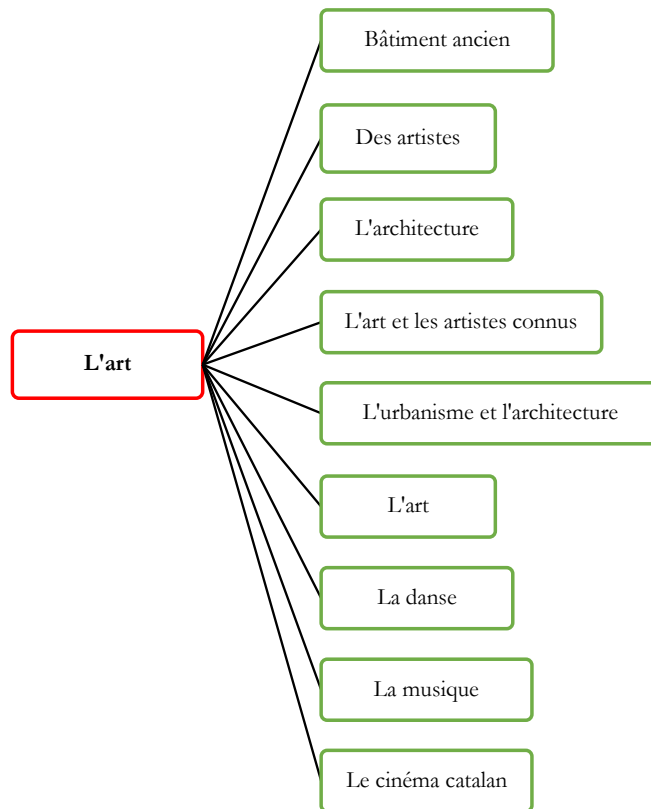 Bâtiment ancien
Des artistes
L'architecture
L'art et les artistes connus
L'art
L'urbanisme et l'architecture
L'art
La danse
La musique
Le cinéma catalan